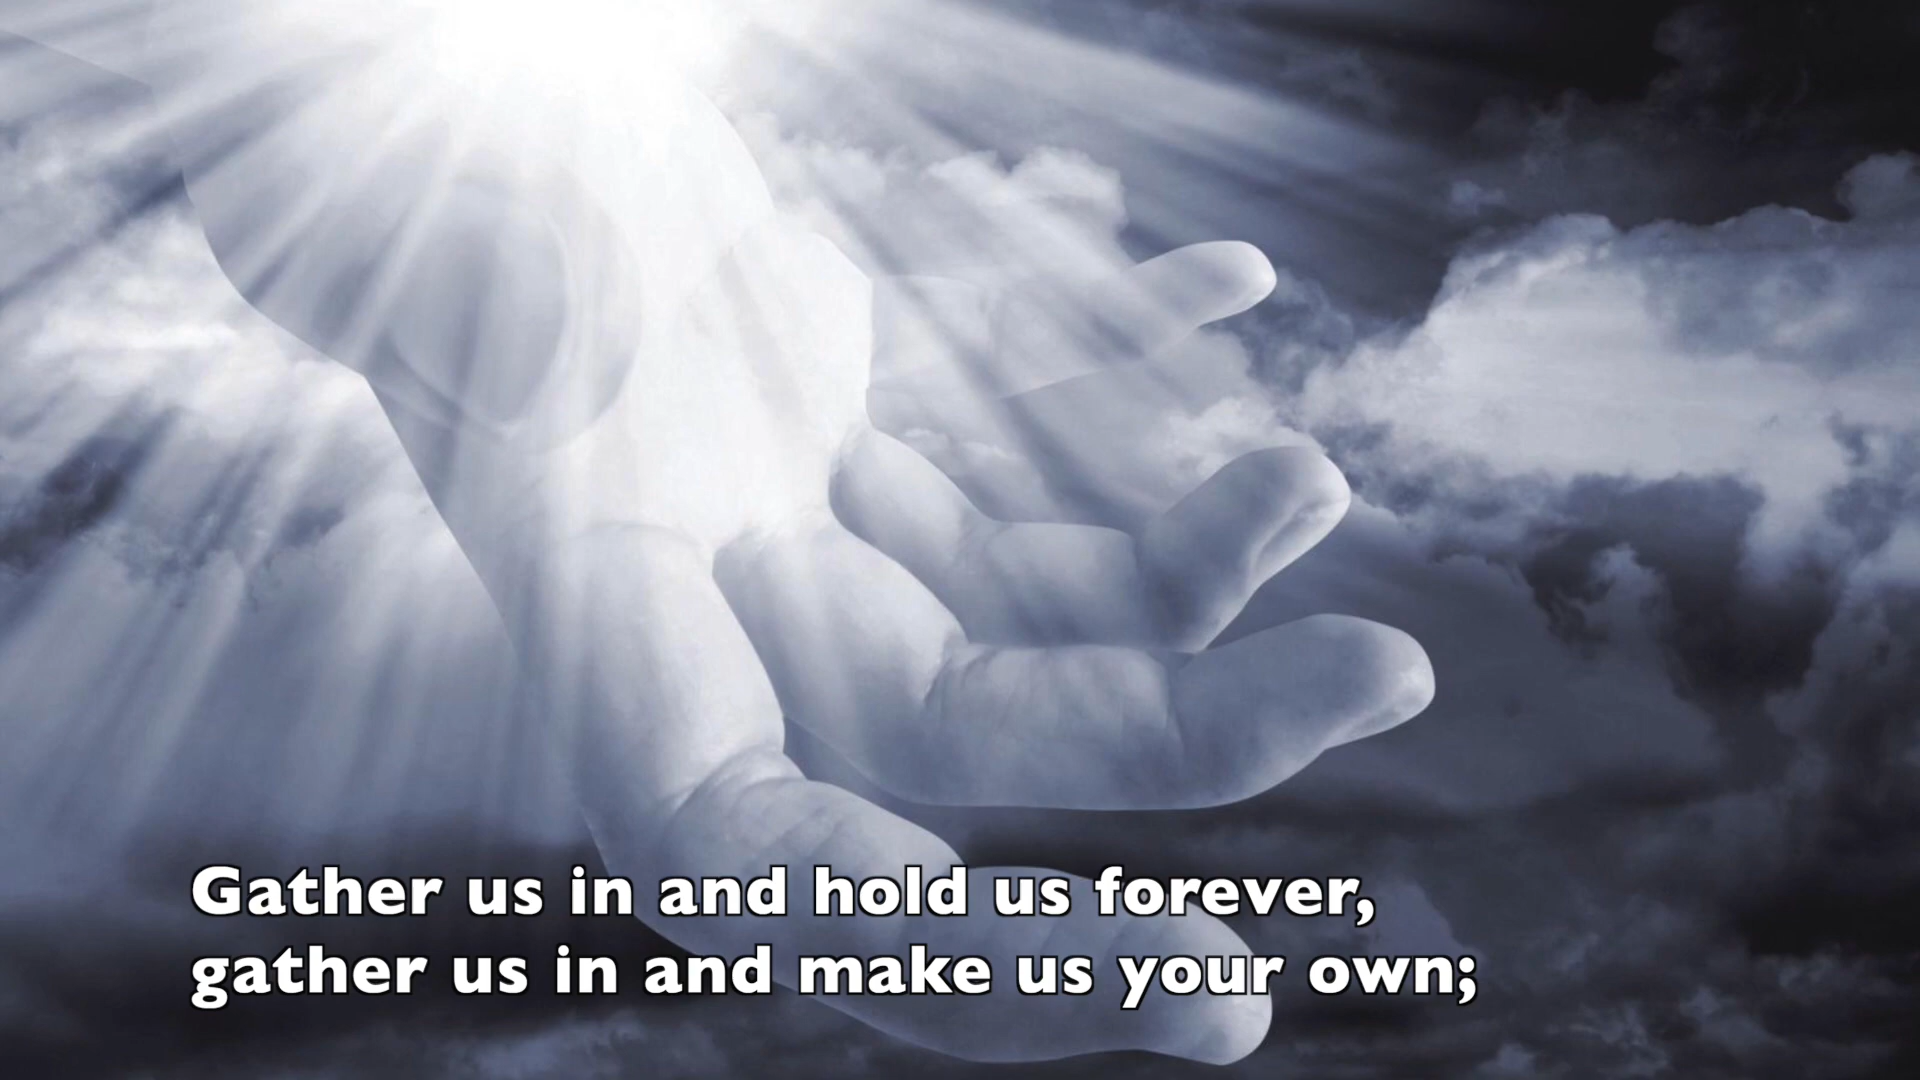 Gather us in and hold us forever,
gather us in and make us your own;